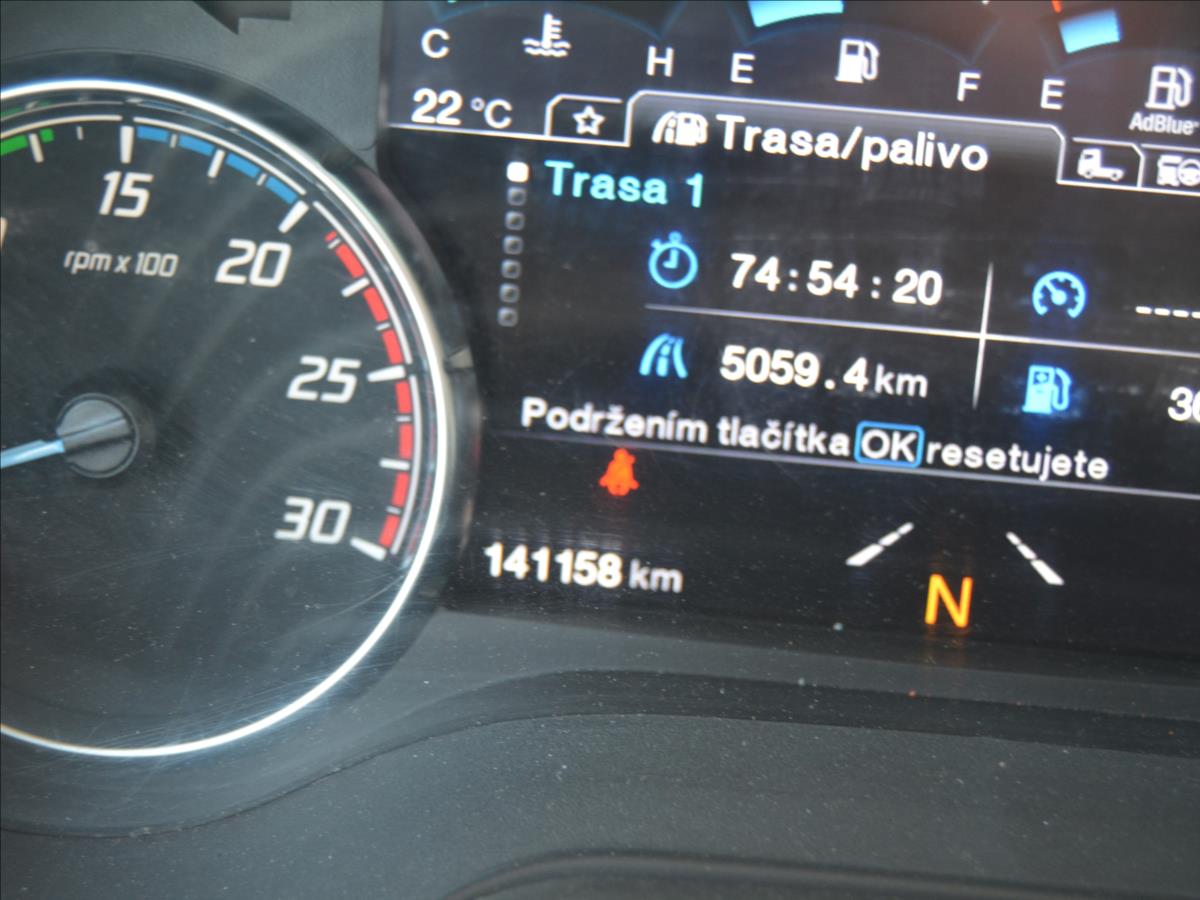 C H E F E
AdBlue
22 °C
Trasa/palivo
Trasa 1
15
rpm x 100
20
74:54:20
----
25
5059.4 km
Podržením tlačítka OK resetujete
30
141158 km
N